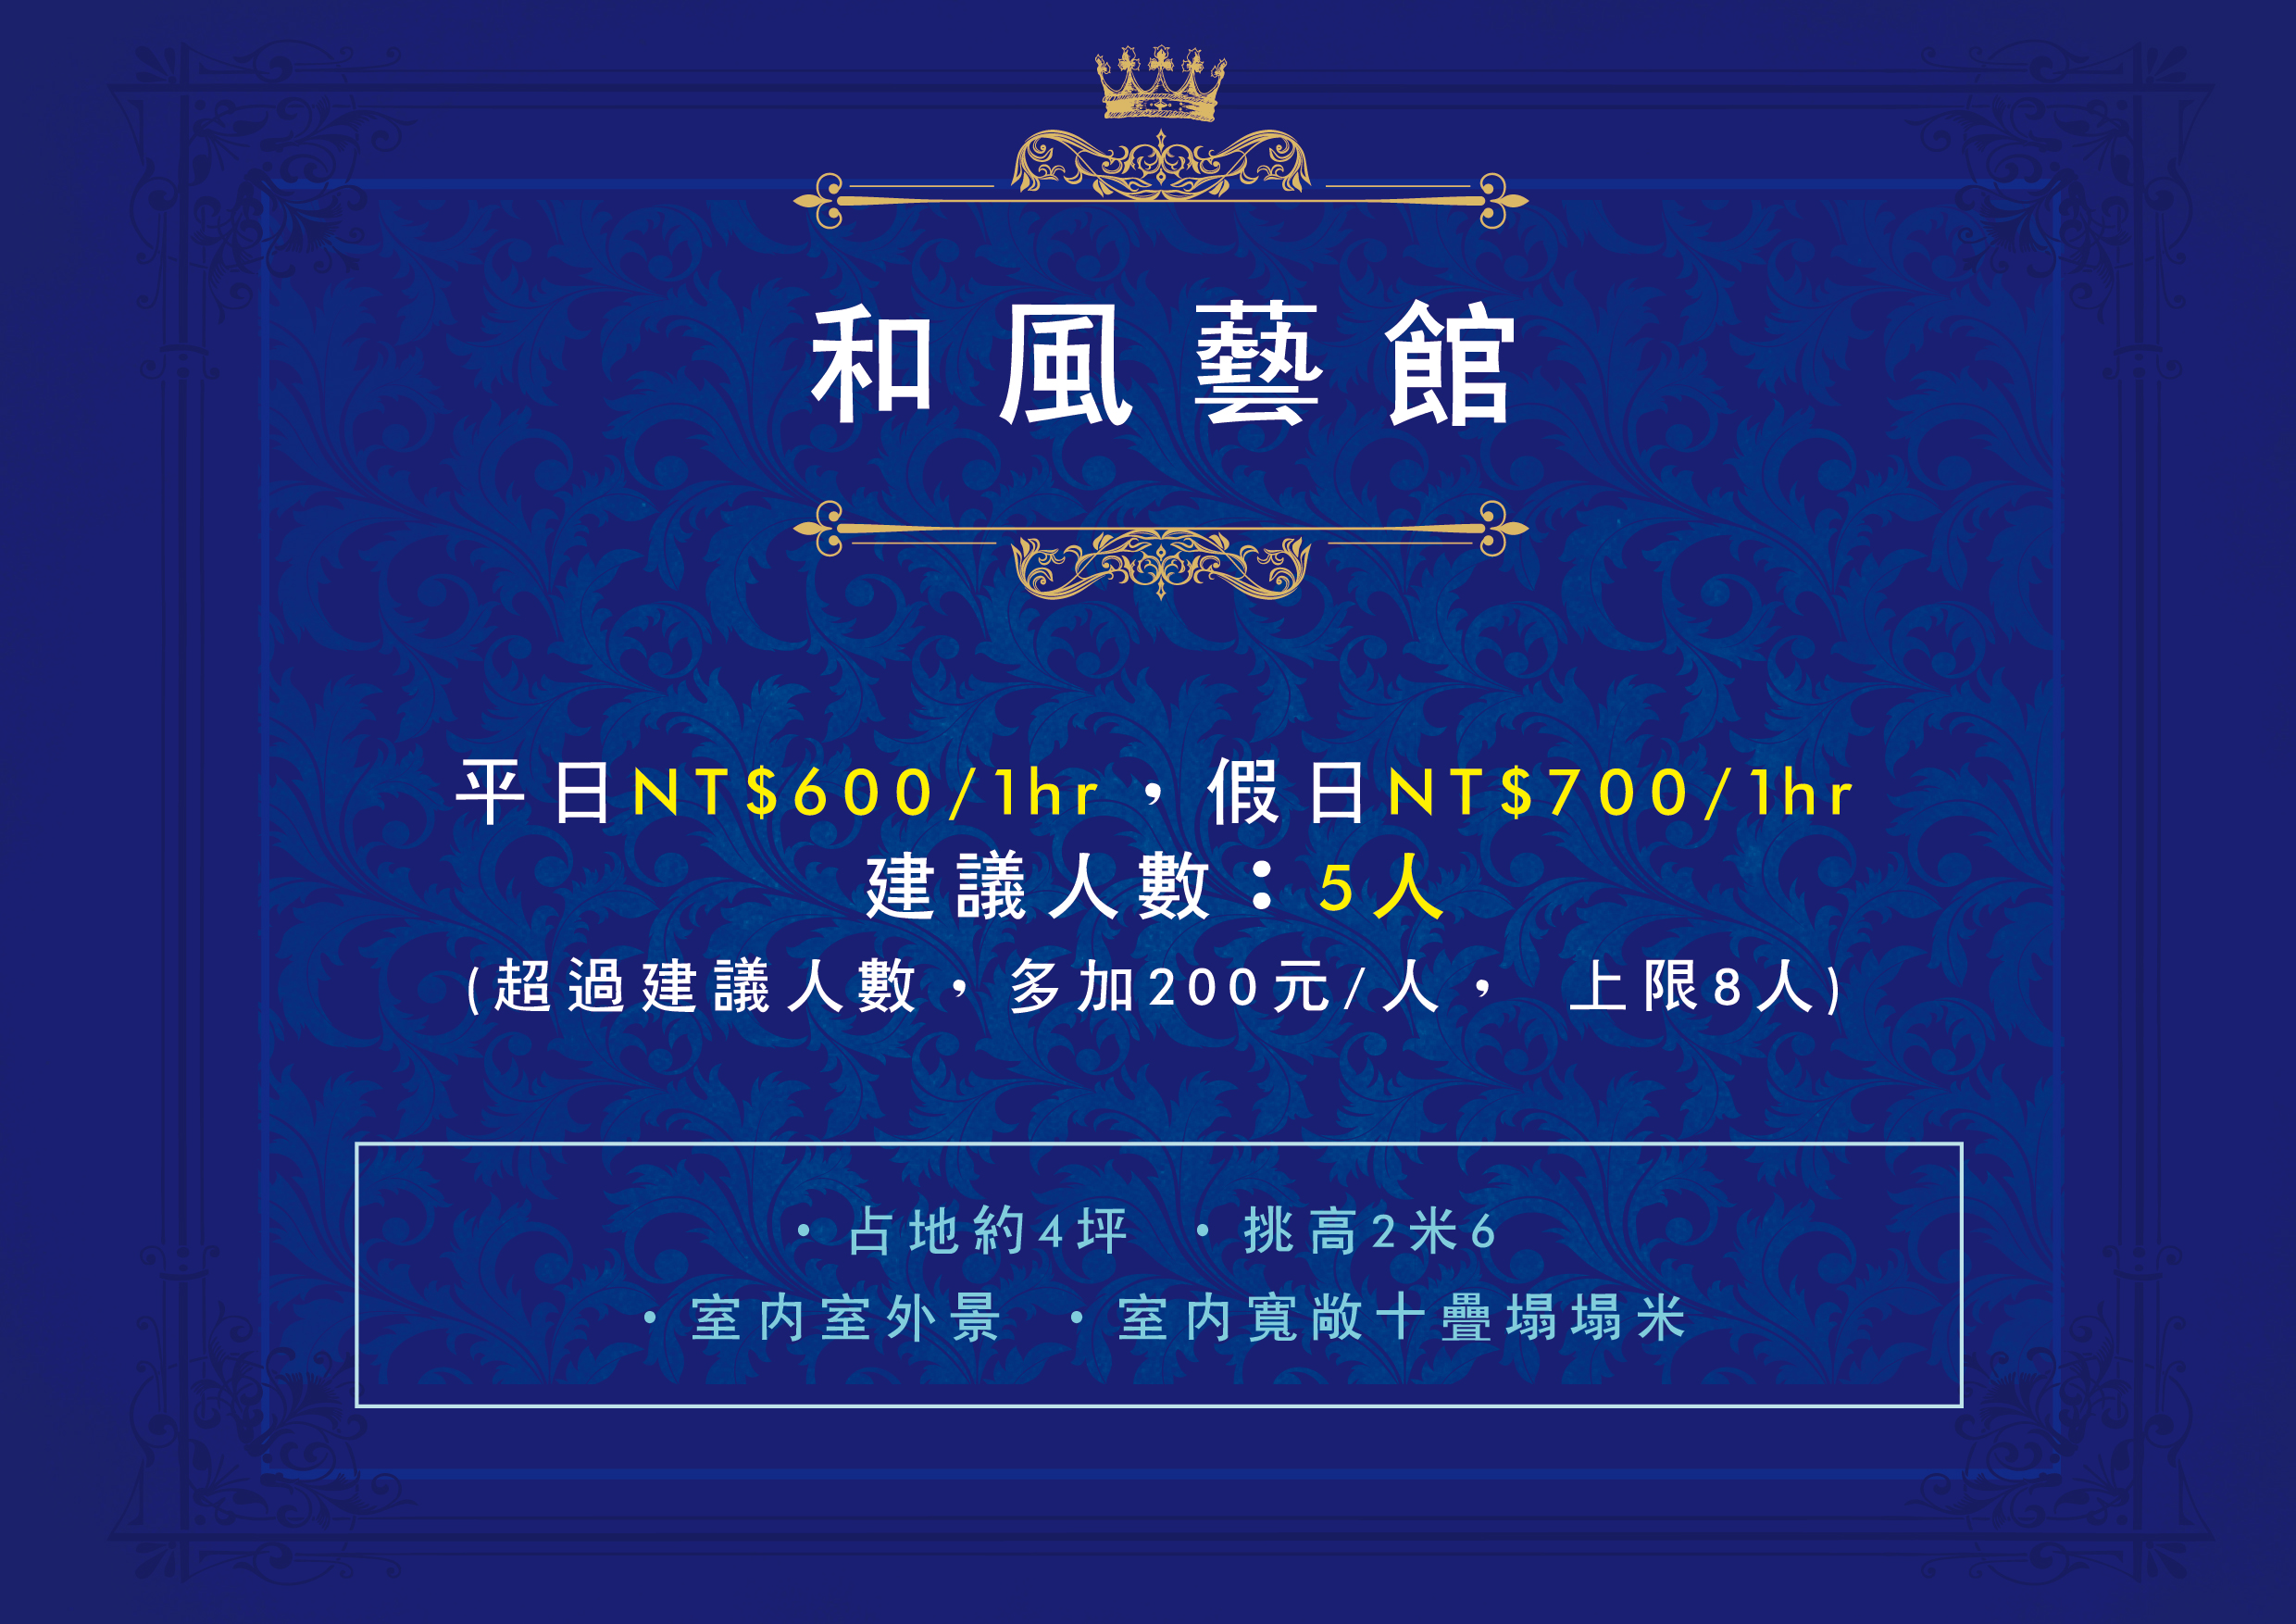 和風藝館
平日NT$600/1hr，假日NT$700/1hr
建議人數：5人
(超過建議人數，多加200元/人， 上限8人)
・占地約4坪 ・挑高2米6
・室內室外景 ・室內寬敞十疊塌塌米